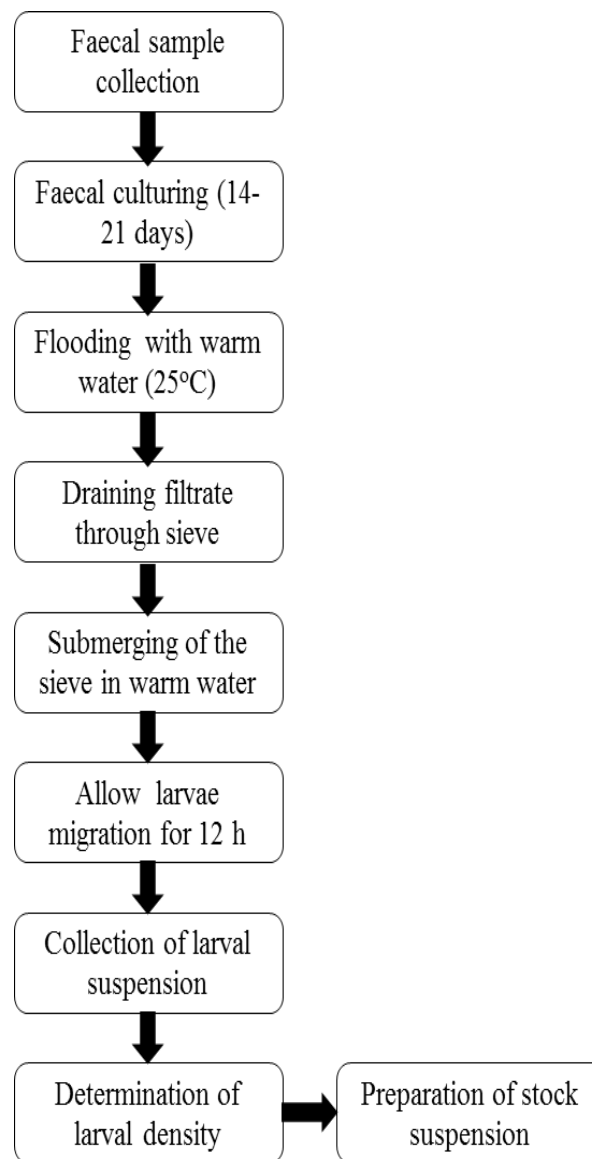 Faecal sample
collection
Faecal culturing (14-
21 days)
Flooding with warm
water (25°C)
Draining filtrate
through sieve
Submerging of the
sieve in warm water
Allow larvae
migration for 12 h
Collection of larval
suspension
Determination of
larval density
Preparation of stock
suspension